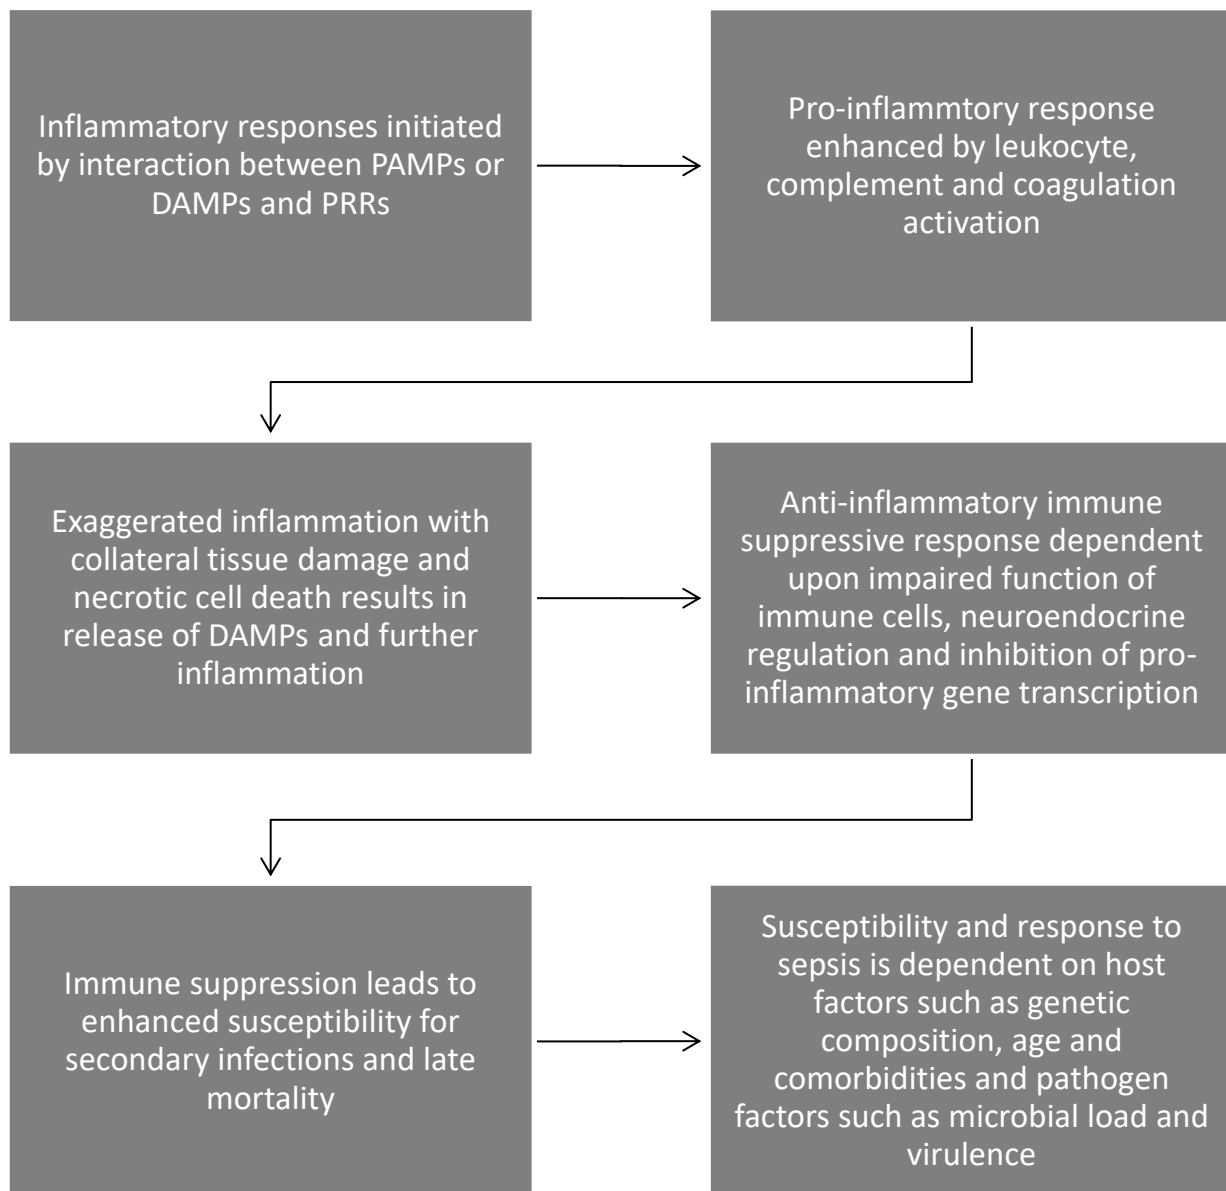 Inflammatory responses initiated
by interaction between PAMPs or
DAMPs and PRRs
Pro-inflammtory response
enhanced by leukocyte,
complement and coagulation
activation
Exaggerated inflammation with
collateral tissue damage and
necrotic cell death results in
release of DAMPs and further
inflammation
Anti-inflammatory immune
suppressive response dependent
upon impaired function of
immune cells, neuroendocrine
regulation and inhibition of pro-
inflammatory gene transcription
Immune suppression leads to
enhanced susceptibility for
secondary infections and late
mortality
Susceptibility and response to
sepsis is dependent on host
factors such as genetic
composition, age and
comorbidities and pathogen
factors such as microbial load and
virulence